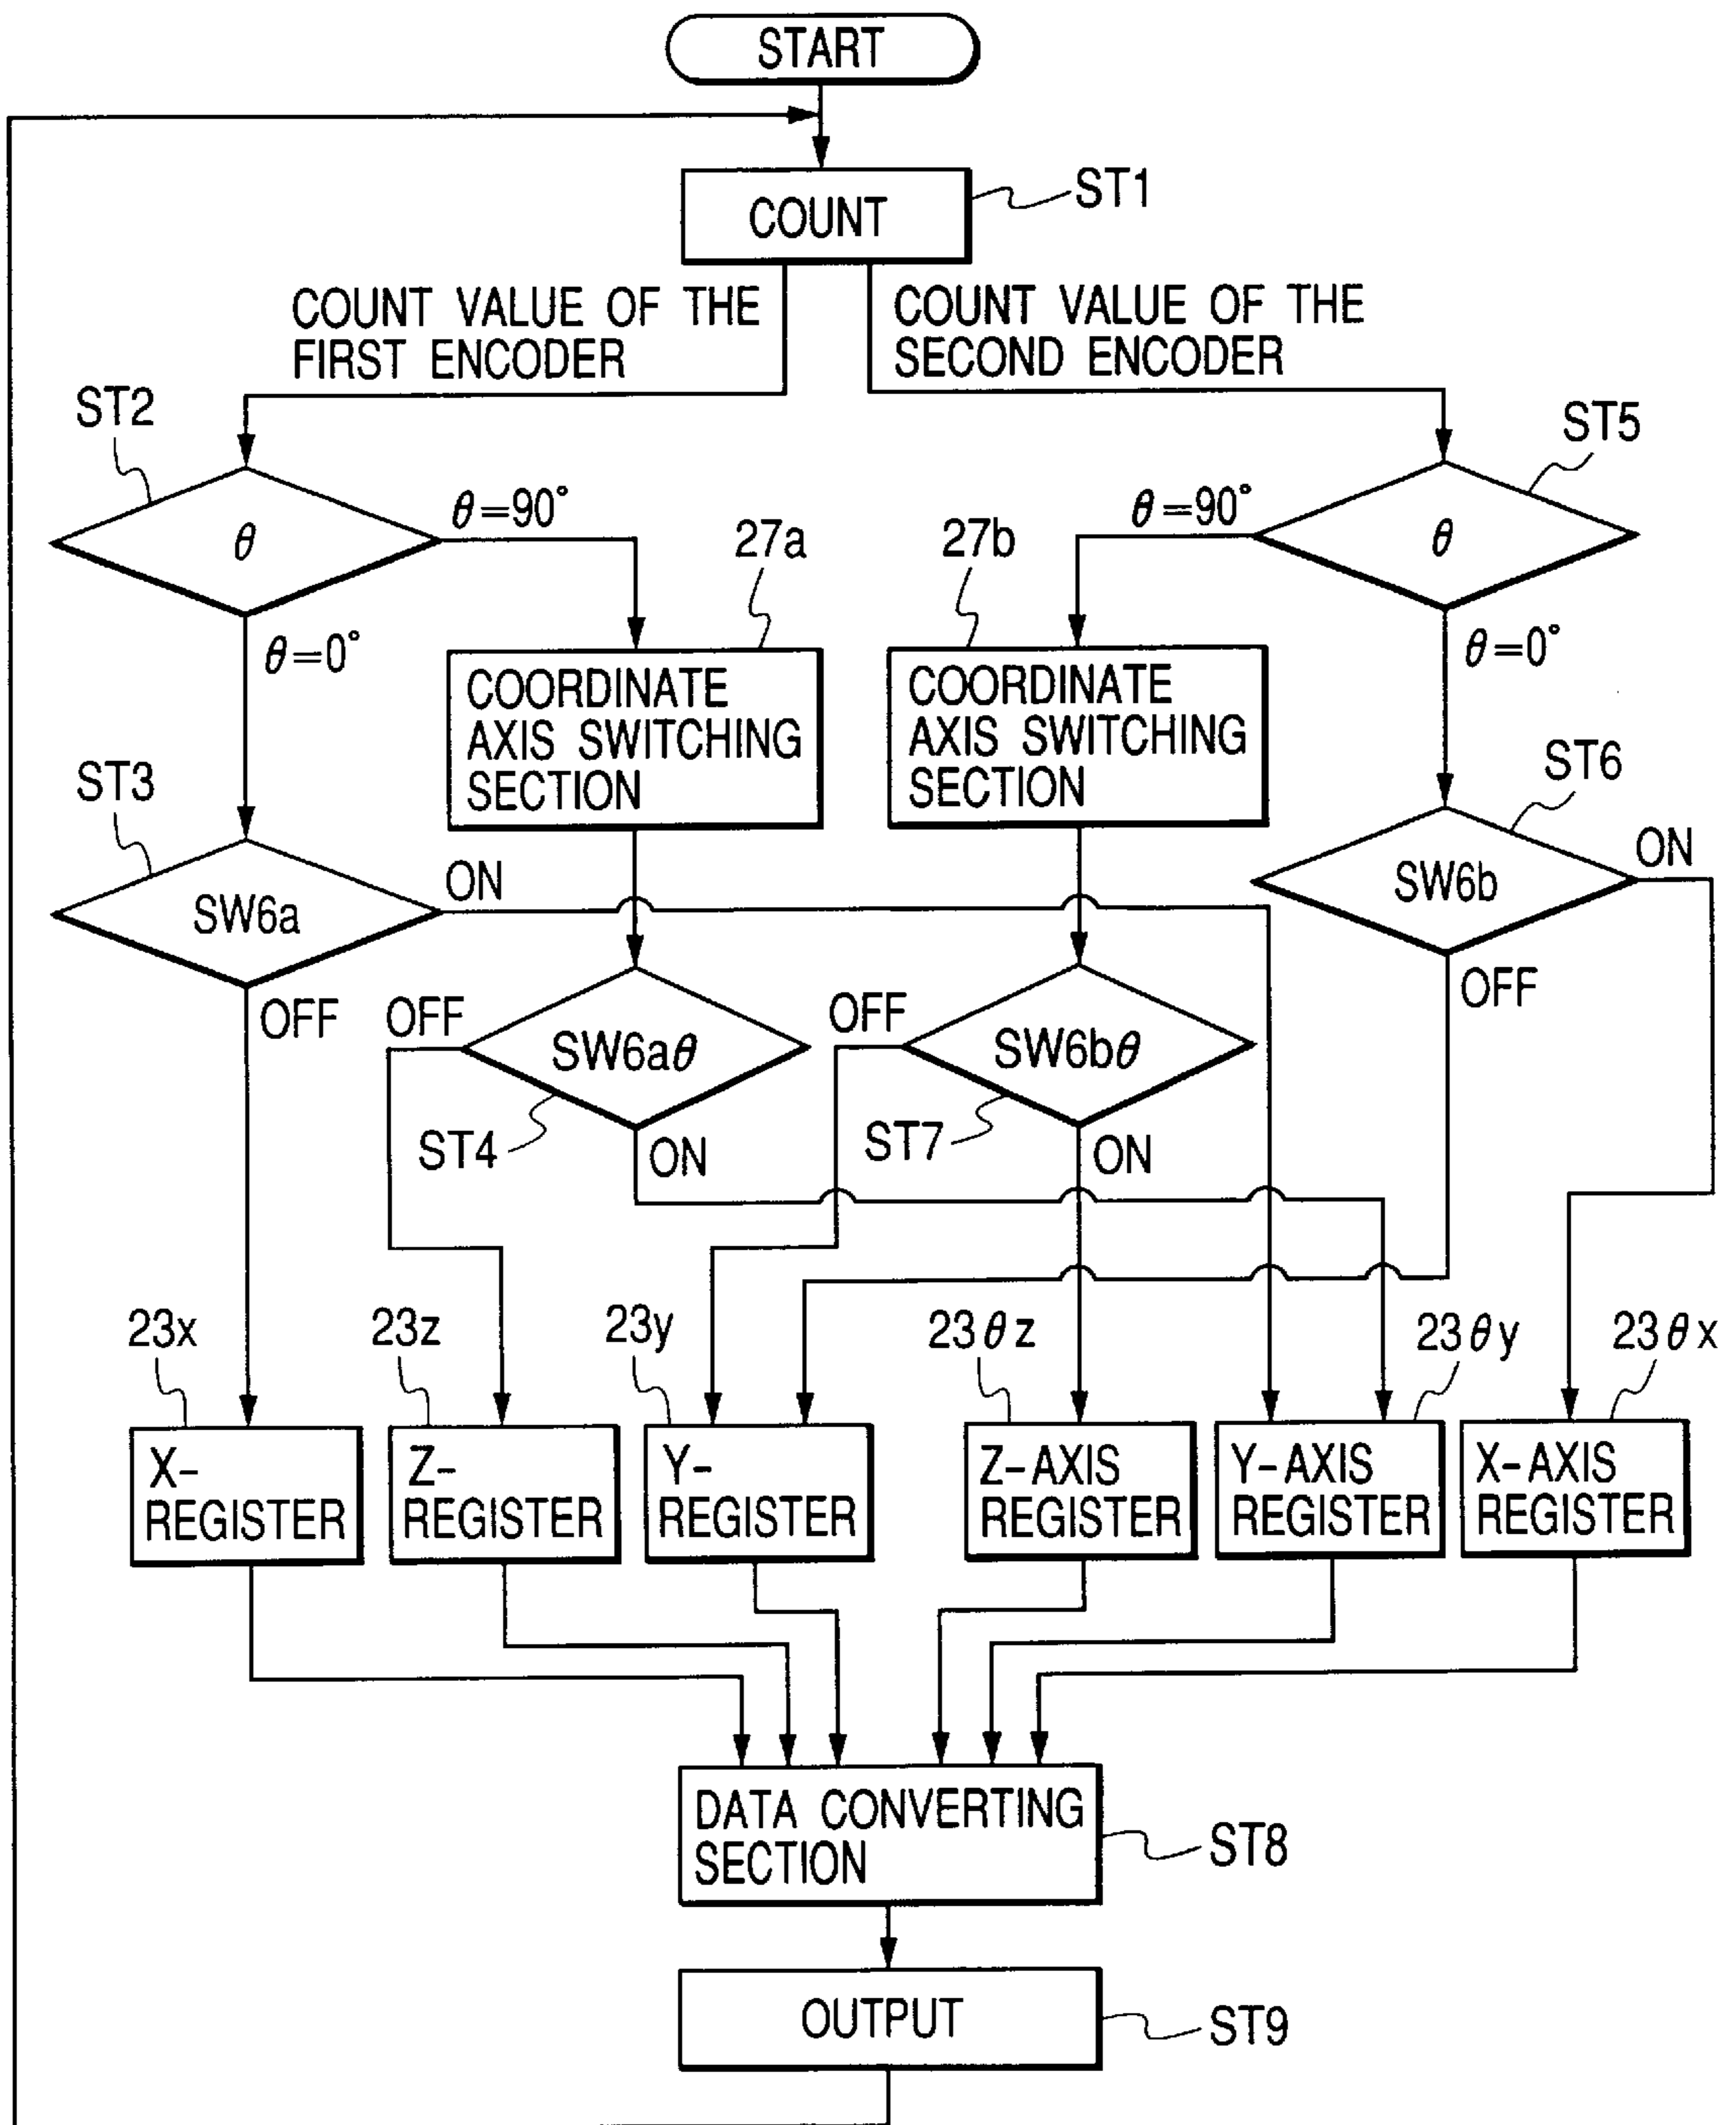 START
COUNT
ST1
COUNT VALUE OF THE
FIRST ENCODER
COUNT VALUE OF THE
SECOND ENCODER
ST2
ST5
θ
θ=90°
27a
27b
θ=90°
θ
θ=0°
θ=0°
COORDINATE
AXIS SWITCHING
SECTION
COORDINATE
AXIS SWITCHING
SECTION
ST3
ST6
SW6a
ON
SW6b
ON
OFF
OFF
SW6aθ
OFF
SW6bθ
OFF
ST4
ON
ST7
ON
23x
23z
23y
23θz
23θy
23θx
X-
REGISTER
Z-
REGISTER
Y-
REGISTER
Z-AXIS
REGISTER
Y-AXIS
REGISTER
X-AXIS
REGISTER
DATA CONVERTING
SECTION
ST8
OUTPUT
ST9